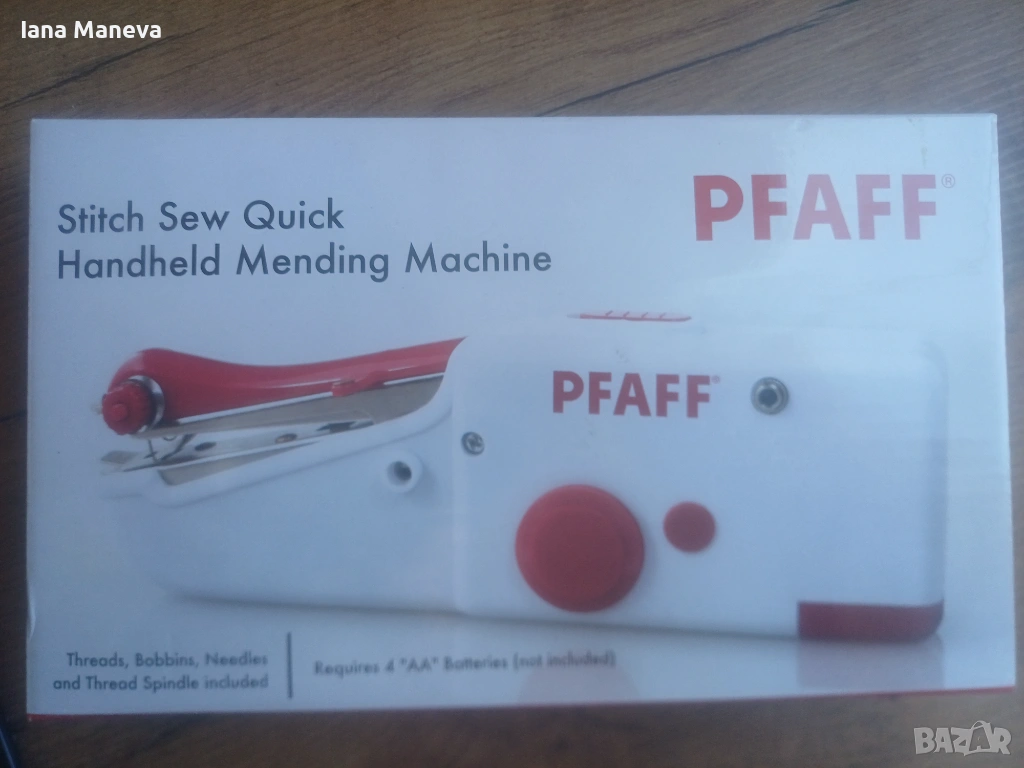 Iana Maneva
PFAFF®
Stitch Sew Quick
Handheld Mending Machine
PFAFF®
Threads, Bobbins, Needles
and Thread Spindle included
Requires 4 "AA" Batteries (not included)
BAZAR